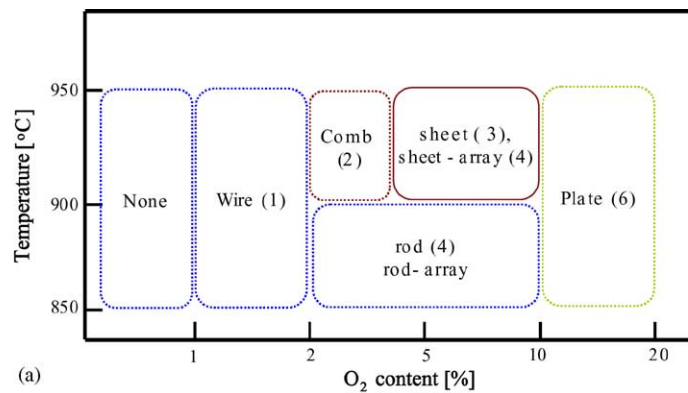 950
900
850
Temperature [°C]
None
Wire (1)
Comb
(2)
sheet ( 3),
sheet - array (4)
rod (4)
rod- array
Plate (6)
1
2
5
10
20
O2 content [%]
(a)